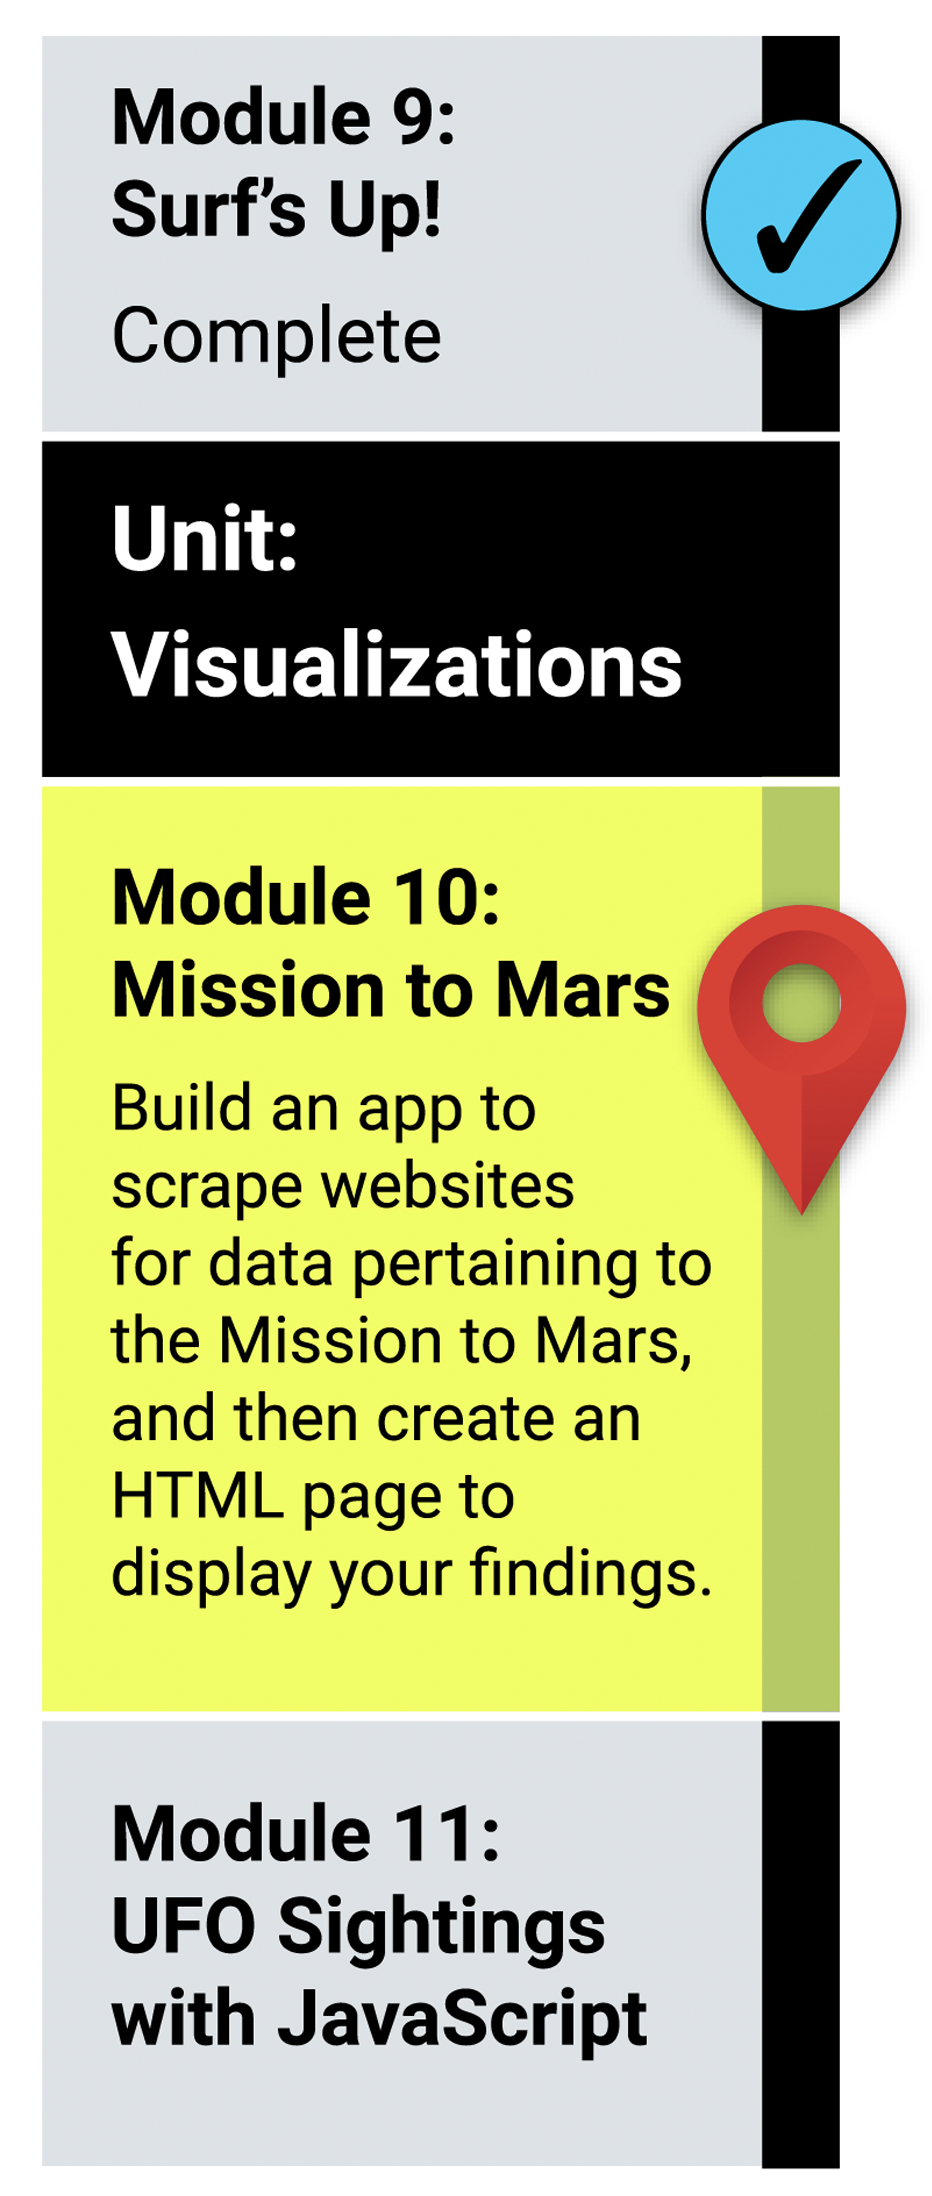 Module 9:
Surf’s Up!
Complete
Unit:
Visualizations
Module 10:
Mission to Mars
Build an app to
scrape websites
for data pertaining to
the Mission to Mars,
and then create an
HTML page to
display your findings.
Module 11:
UFO Sightings
with JavaScript